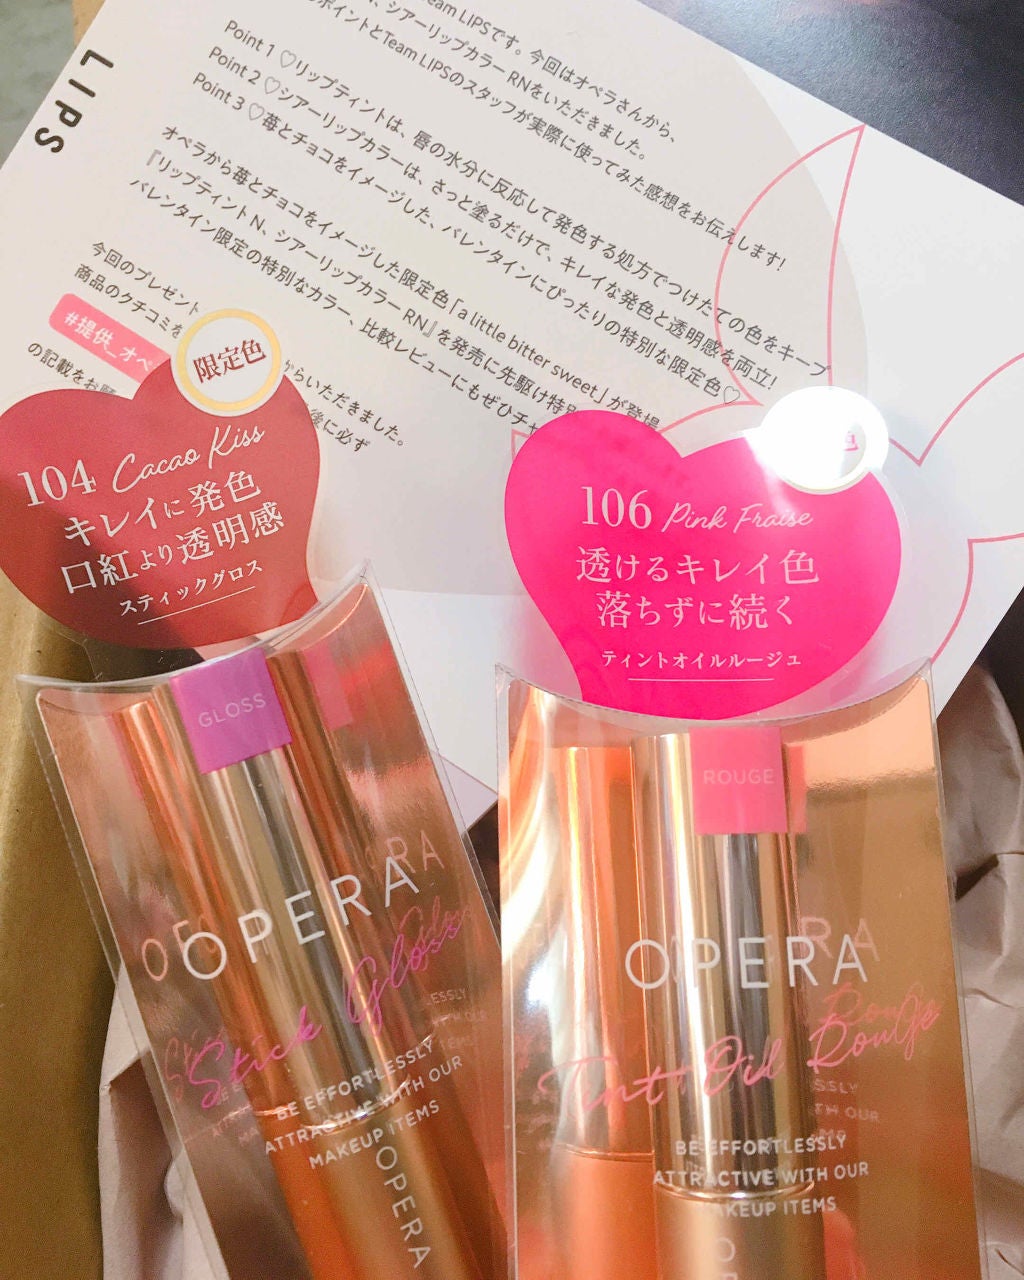 LIPS
Team LIPSです。今回はオペラさんから、
、シアーリップカラー RNをいただきました。
ポイントとTeam LIPSのスタッフが実際に使ってみた感想をお伝えします!
Point 1 ♡リップティントは、唇の水分に反応して発色する処方でつけたての色をキープ
Point 2 ♡シアーリップカラーは、さっと塗るだけで、キレイな発色と透明感を両立!
Point 3 ♡苺とチョコをイメージした、バレンタインにぴったりの特別な限定色♡
オペラから苺とチョコをイメージした限定色「a little bitter sweet」が登場
『リップティント N、シアーリップカラー RN』を発売に先駆け特別
バレンタイン限定の特別なカラー、比較レビューにもぜひチャ
今回のプレゼント
からいただきました。
商品のクチコミを
後に必ず
#提供_オペ
の記載をお願
限定色
104 Cacao Kiss
キレイに発色
口紅より透明感
スティックグロス
色
106 Pink Fraise
透けるキレイ色
落ちずに続く
ティントオイルルージュ
GLOSS
OPERA
Stick Gloss
BE EFFORTLESSLY
ATTRACTIVE WITH OUR
MAKEUP ITEMS
OPERA
ROUGE
OPERA
Tint Oil Rouge
BE EFFORTLESSLY
ATTRACTIVE WITH OUR
MAKEUP ITEMS